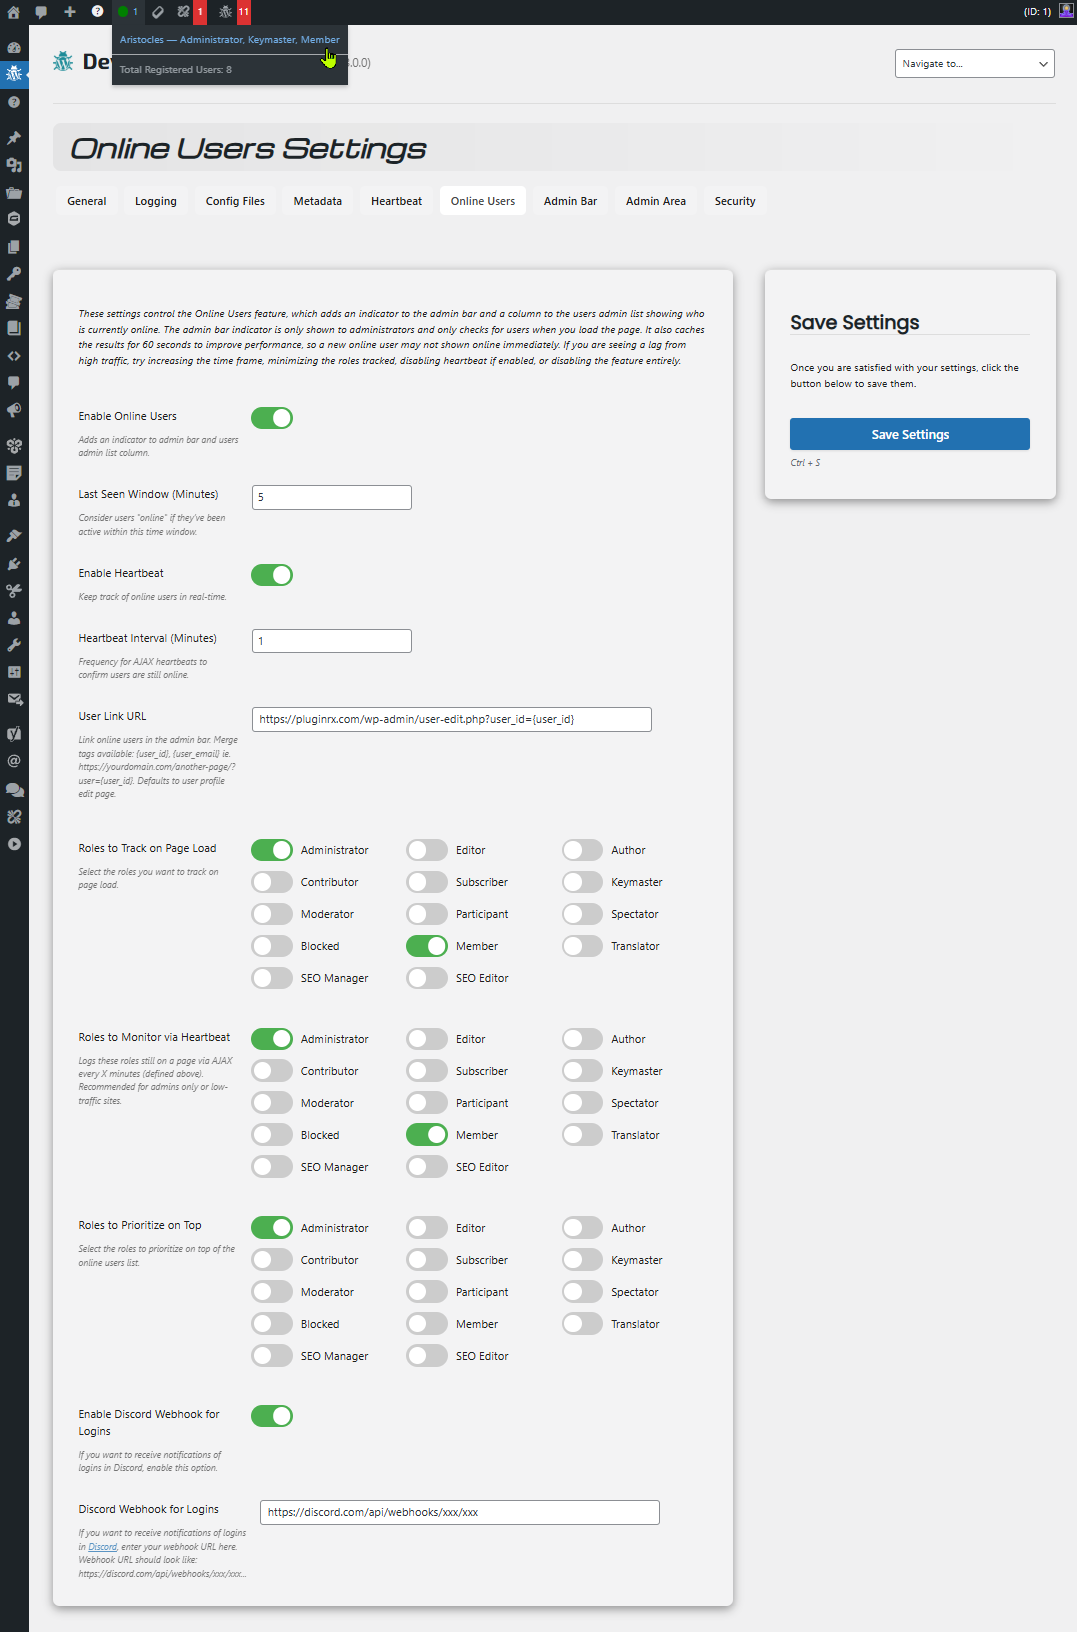 1
1
11
(ID: 1)
Aristocles — Administrator, Keymaster, Member
Total Registered Users: 8
De
.0.0)
Navigate to...
Online Users Settings
General
Logging
Config Files
Metadata
Heartbeat
Online Users
Admin Bar
Admin Area
Security
These settings control the Online Users feature, which adds an indicator to the admin bar and a column to the users admin list showing who
is currently online. The admin bar indicator is only shown to administrators and only checks for users when you load the page. It also caches
the results for 60 seconds to improve performance, so a new online user may not shown online immediately. If you are seeing a lag from
high traffic, try increasing the time frame, minimizing the roles tracked, disabling heartbeat if enabled, or disabling the feature entirely.
Save Settings
Once you are satisfied with your settings, click the
button below to save them.
Save Settings
Ctrl + S
Enable Online Users
Adds an indicator to admin bar and users
admin list column.
Last Seen Window (Minutes)
5
Consider users "online" if they've been
active within this time window.
Enable Heartbeat
Keep track of online users in real-time.
Heartbeat Interval (Minutes)
1
Frequency for AJAX heartbeats to
confirm users are still online.
User Link URL
https://pluginrx.com/wp-admin/user-edit.php?user_id={user_id}
Link online users in the admin bar. Merge
tags available: {user_id}, {user_email} ie.
https://yourdomain.com/another-page/?
user={user_id}. Defaults to user profile
edit page.
Roles to Track on Page Load
Select the roles you want to track on
page load.
Administrator
Editor
Author
Contributor
Subscriber
Keymaster
Moderator
Participant
Spectator
Blocked
Member
Translator
SEO Manager
SEO Editor
Roles to Monitor via Heartbeat
Logs these roles still on a page via AJAX
every X minutes (defined above).
Recommended for admins only or low-
traffic sites.
Administrator
Editor
Author
Contributor
Subscriber
Keymaster
Moderator
Participant
Spectator
Blocked
Member
Translator
SEO Manager
SEO Editor
Roles to Prioritize on Top
Select the roles to prioritize on top of the
online users list.
Administrator
Editor
Author
Contributor
Subscriber
Keymaster
Moderator
Participant
Spectator
Blocked
Member
Translator
SEO Manager
SEO Editor
Enable Discord Webhook for
Logins
If you want to receive notifications of
logins in Discord, enable this option.
Discord Webhook for Logins
https://discord.com/api/webhooks/xxx/xxx
If you want to receive notifications of logins
in Discord, enter your webhook URL here.
Webhook URL should look like:
https://discord.com/api/webhooks/xxx/xxx...